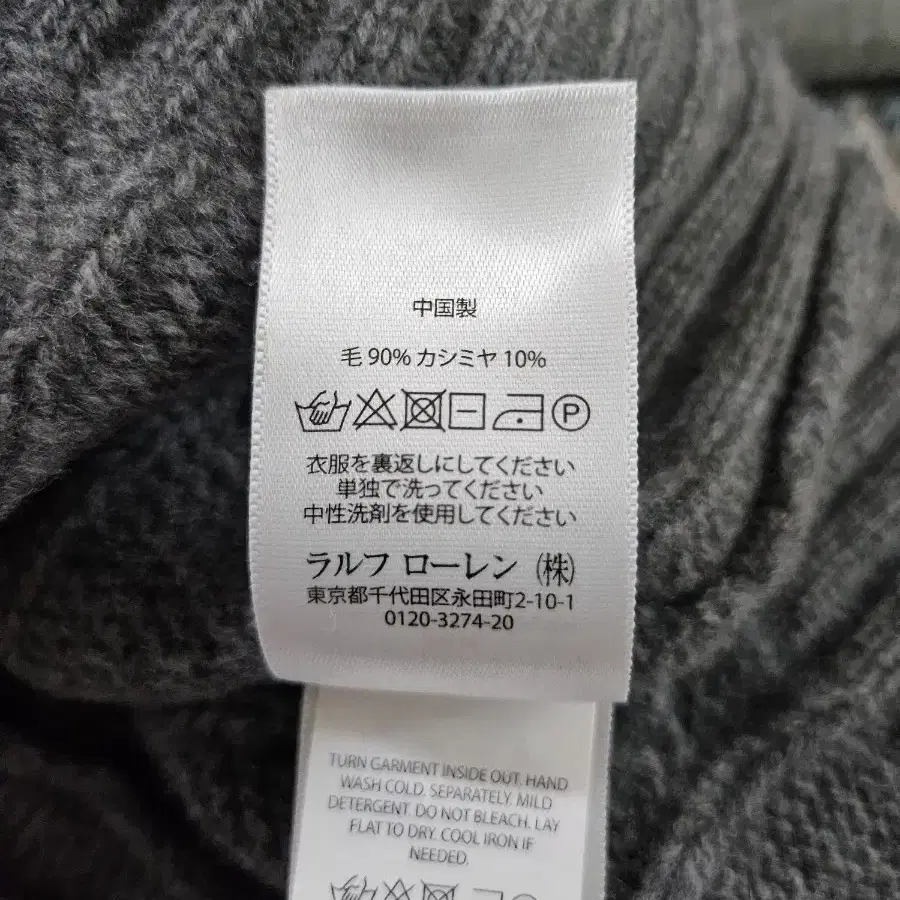 中国製
毛 90% カシミヤ 10%
P
衣服を裏返しにしてください
単独で洗ってください
中性洗剤を使用してください
ラルフ ローレン (株)
東京都千代田区永田町2-10-1
0120-3274-20
TURN GARMENT INSIDE OUT. HAND
WASH COLD. SEPARATELY. MILD
DETERGENT. DO NOT BLEACH. LAY
FLAT TO DRY. COOL IRON IF
NEEDED.